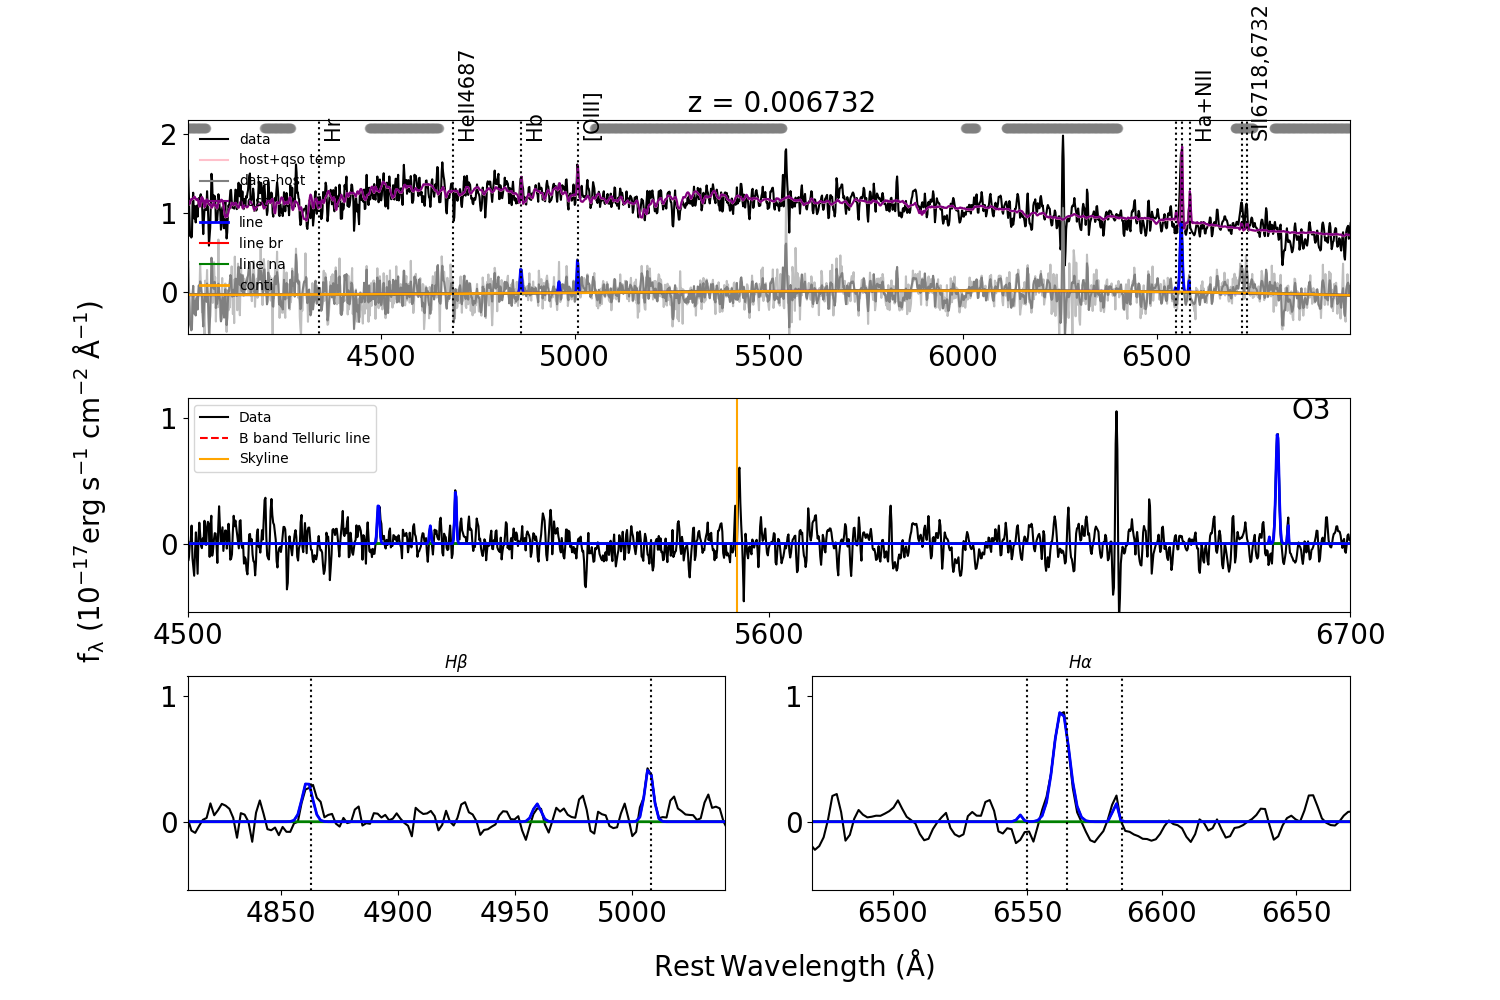 z = 0.006732
Hr
HeII4687
Hb
[OIII]
Ha+NII
SII6718,6732
data
host+qso temp
data-host
line
line br
line na
conti
2
1
0
4500
5000
5500
6000
6500
O3
Data
B band Telluric line
Skyline
1
0
4500
5600
6700
fλ (10⁻¹⁷erg s⁻¹ cm⁻² Å⁻¹)
Hβ
1
0
4850
4900
4950
5000
Hα
1
0
6500
6550
6600
6650
Rest Wavelength (Å)